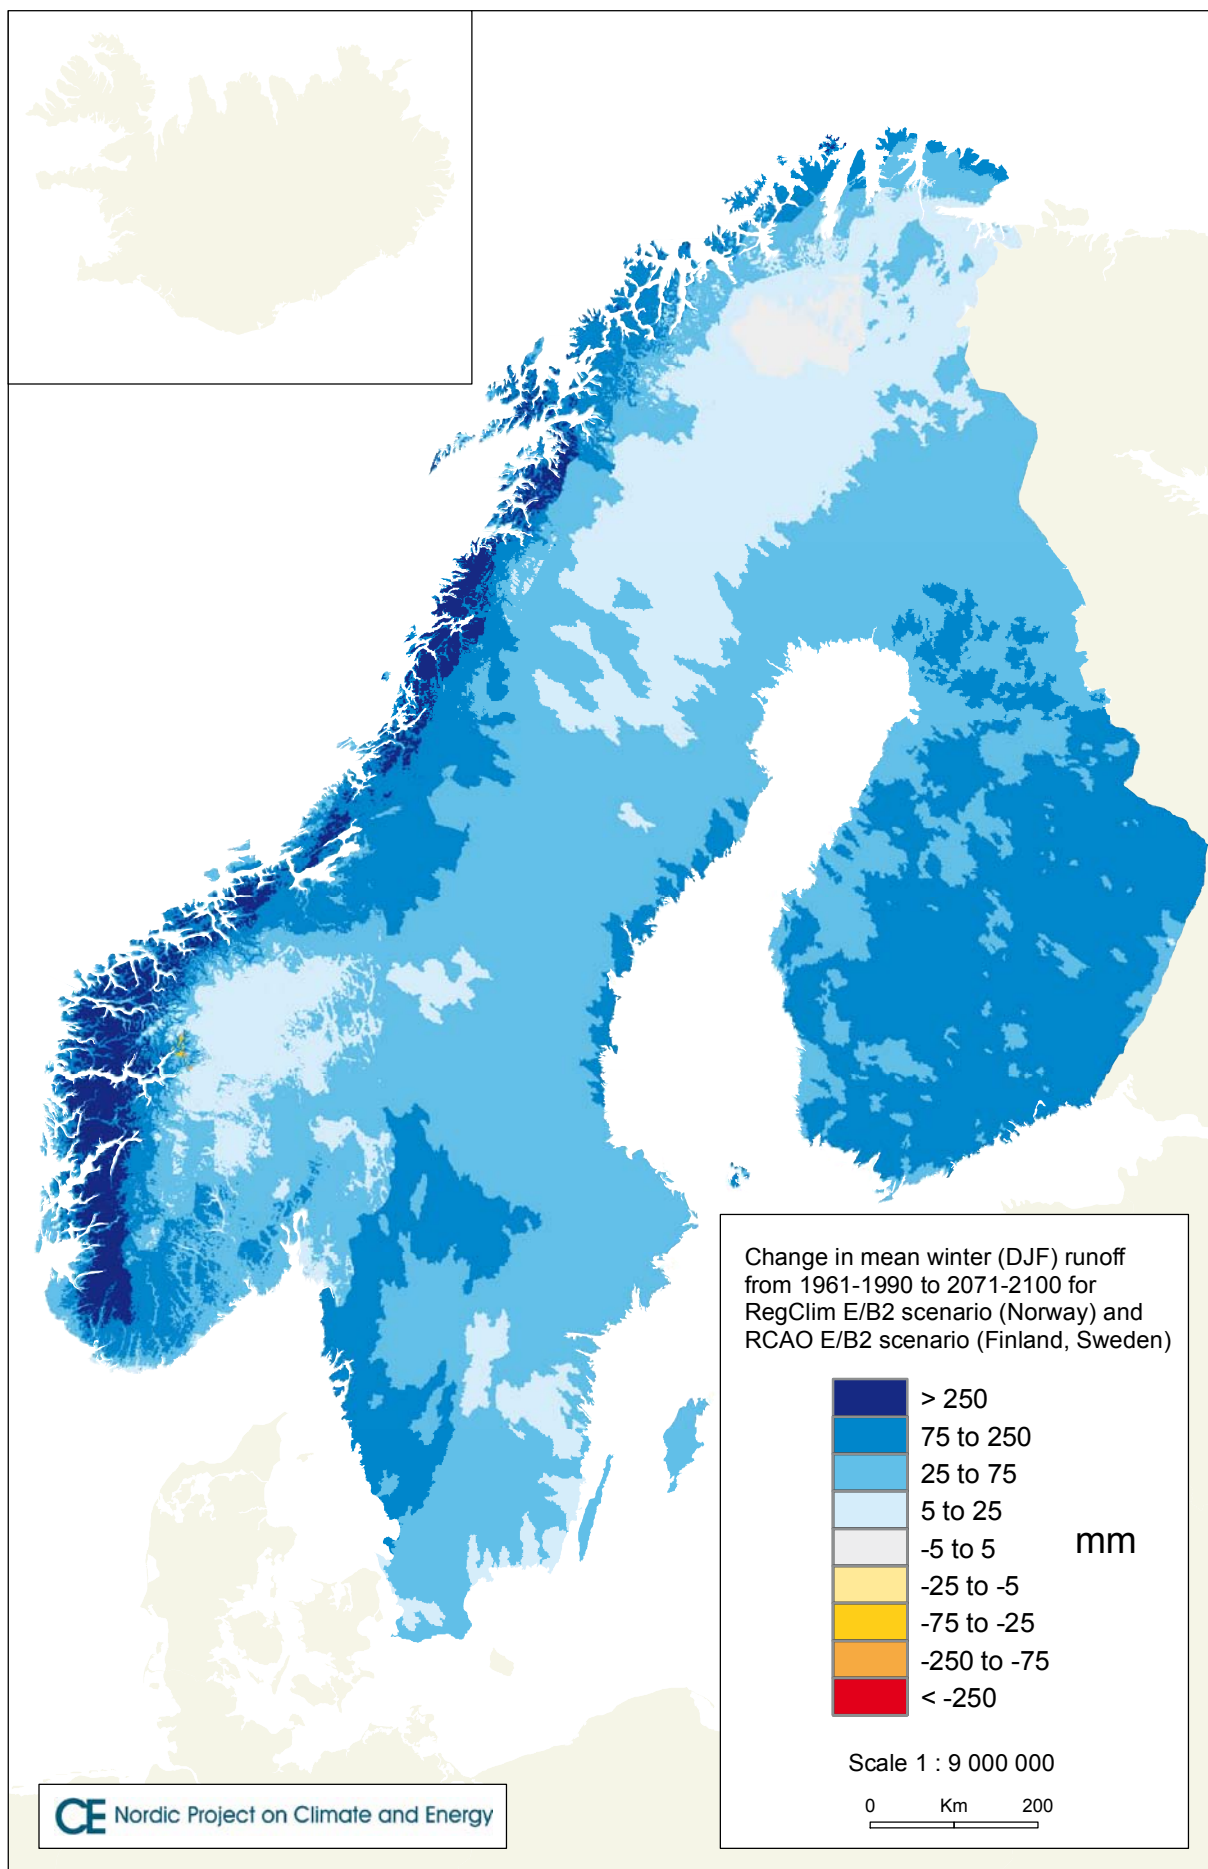 Change in mean winter (DJF) runoff
from 1961-1990 to 2071-2100 for
RegClim E/B2 scenario (Norway) and
RCAO E/B2 scenario (Finland, Sweden)
> 250
75 to 250
25 to 75
5 to 25
-5 to 5
mm
-25 to -5
-75 to -25
-250 to -75
< -250
Scale 1 : 9 000 000
0 Km 200
CE Nordic Project on Climate and Energy